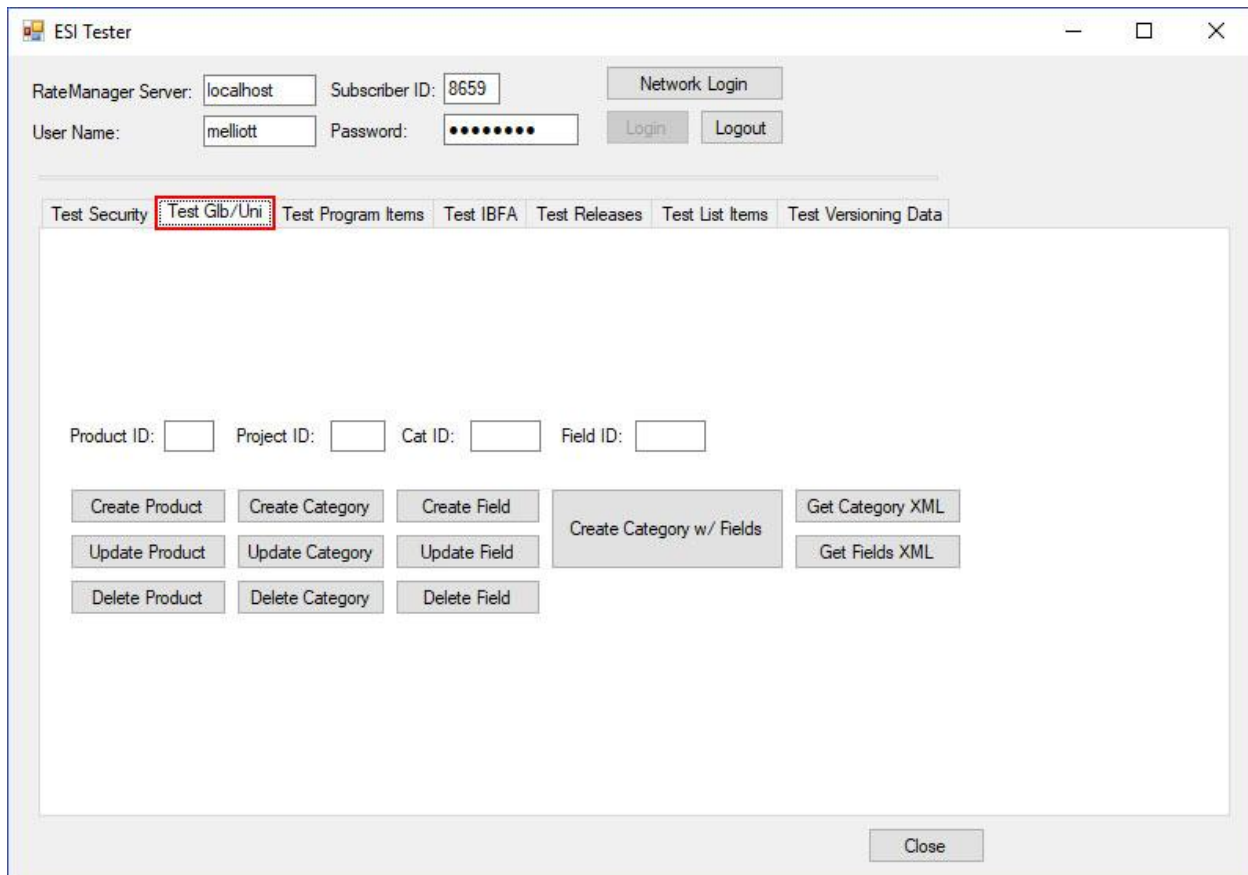 ESI Tester
RateManager Server: localhost Subscriber ID: 8659 Network Login
User Name: melliott Password: ●●●●●●●● Login Logout
Test Security Test Glb/Uni Test Program Items Test IBFA Test Releases Test List Items Test Versioning Data
Product ID: Project ID: Cat ID: Field ID:
Create Product Create Category Create Field Create Category w/ Fields Get Category XML
Update Product Update Category Update Field Get Fields XML
Delete Product Delete Category Delete Field
Close